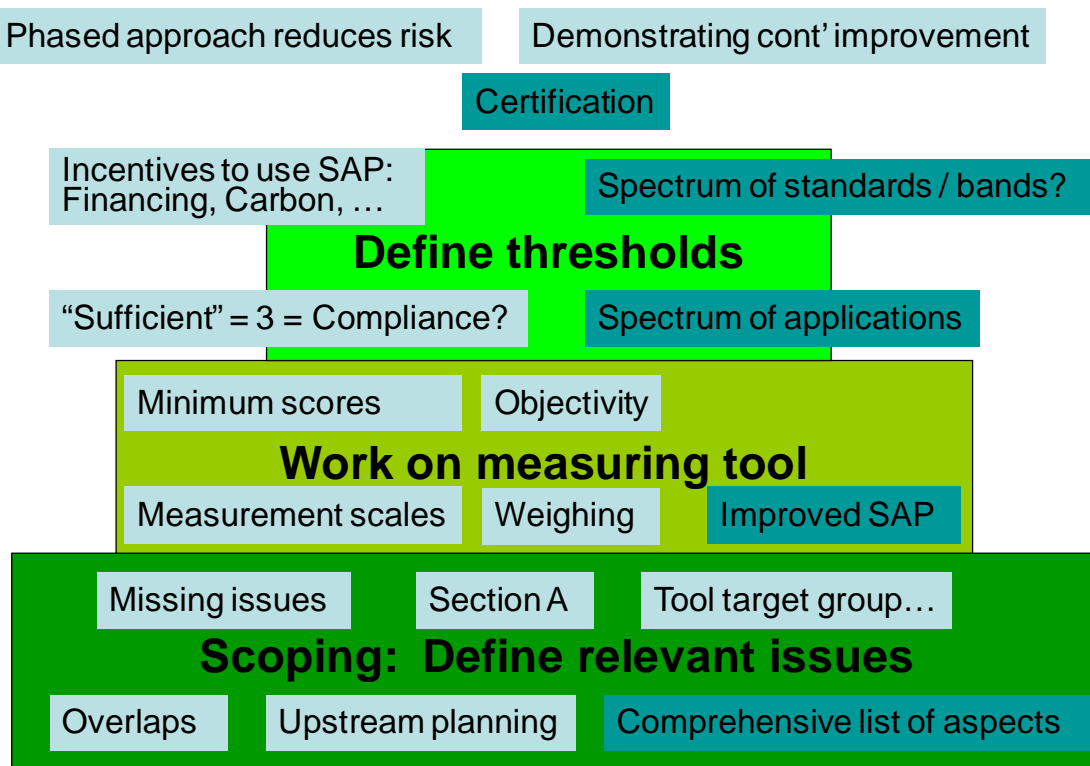 Phased approach reduces risk
Demonstrating cont’ improvement
Certification
Incentives to use SAP:
Financing, Carbon, …
Spectrum of standards / bands?
Define thresholds
“Sufficient” = 3 = Compliance?
Spectrum of applications
Minimum scores
Objectivity
Work on measuring tool
Measurement scales
Weighing
Improved SAP
Missing issues
Section A
Tool target group…
Scoping: Define relevant issues
Overlaps
Upstream planning
Comprehensive list of aspects